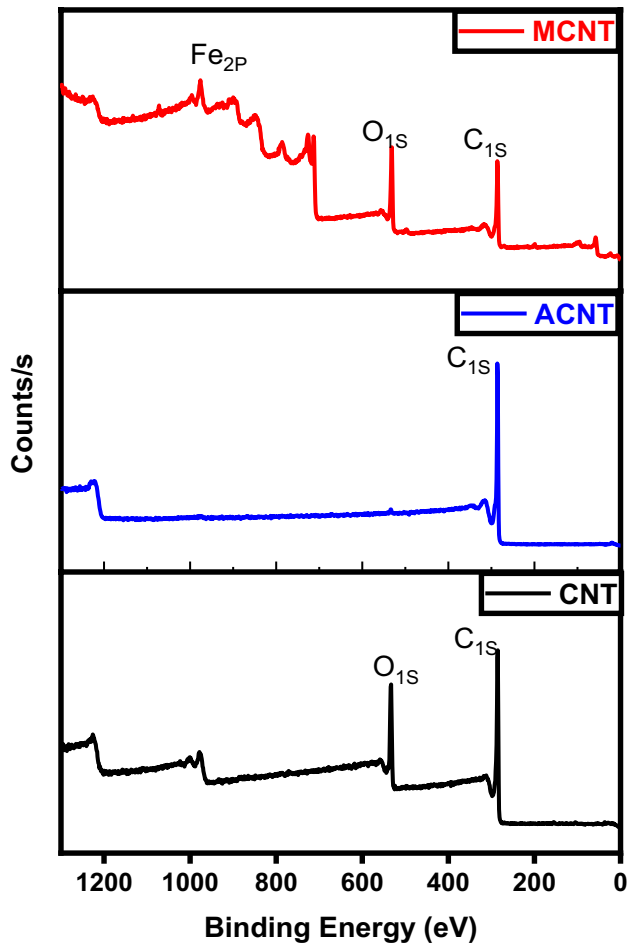 MCNT
Fe2P
O1S
C1S
ACNT
C1S
CNT
O1S
C1S
Counts/s
1200 1000 800 600 400 200 0
Binding Energy (eV)